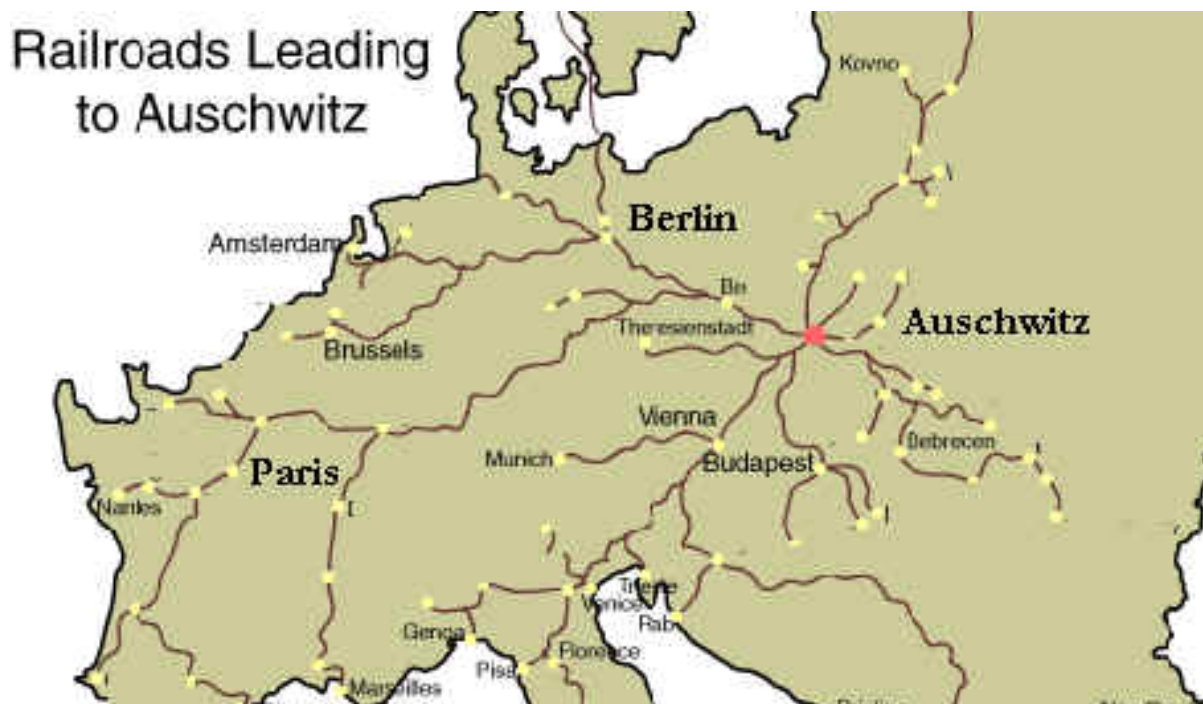 Railroads Leading
to Auschwitz
Kovno
Berlin
Amsterdam
Auschwitz
Theresienstadt
Brussels
Vienna
Munich
Budapest
Debrecen
Paris
Nantes
Trieste
Venice
Rab
Genoa
Florence
Pisa
Marseilles